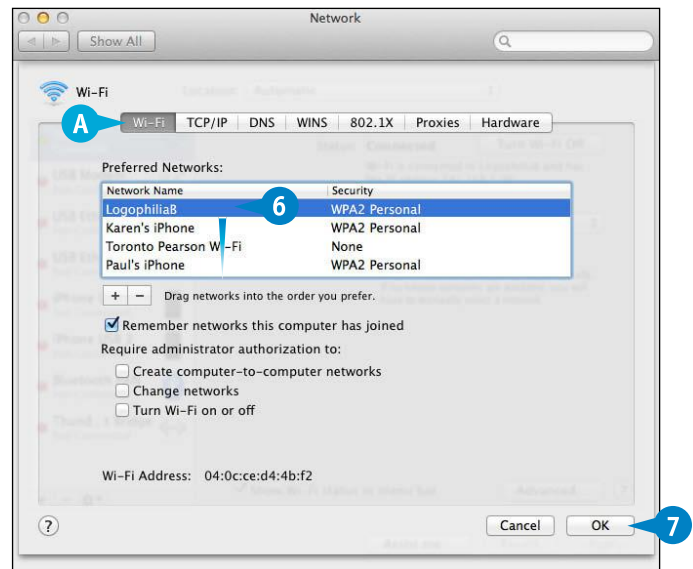 Network
Show All
Wi-Fi
A
Wi-Fi TCP/IP DNS WINS 802.1X Proxies Hardware
Preferred Networks:
Network Name Security
LogophiliaB 6 WPA2 Personal
Karen's iPhone WPA2 Personal
Toronto Pearson Wi-Fi None
Paul's iPhone WPA2 Personal
+ − Drag networks into the order you prefer.
Remember networks this computer has joined
Require administrator authorization to:
Create computer-to-computer networks
Change networks
Turn Wi-Fi on or off
Wi-Fi Address: 04:0c:ce:d4:4b:f2
? Cancel OK 7